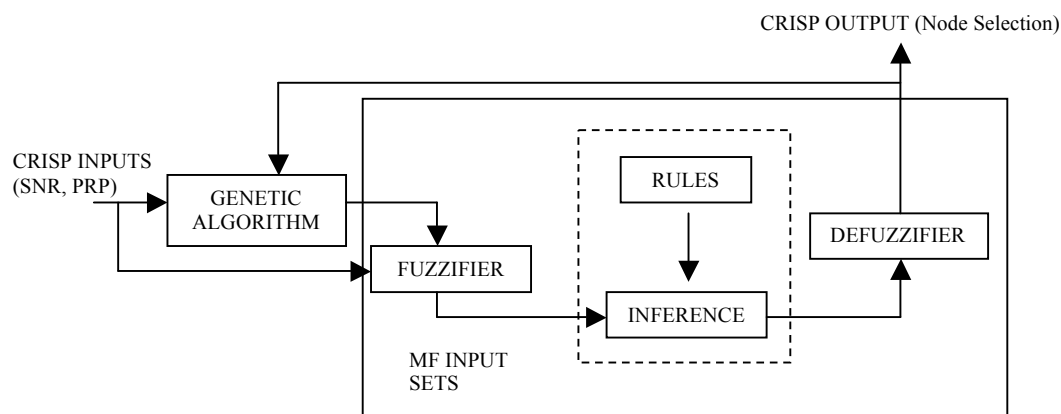 CRISP OUTPUT (Node Selection)
CRISP INPUTS
(SNR, PRP)
GENETIC
ALGORITHM
RULES
DEFUZZIFIER
FUZZIFIER
INFERENCE
MF INPUT
SETS